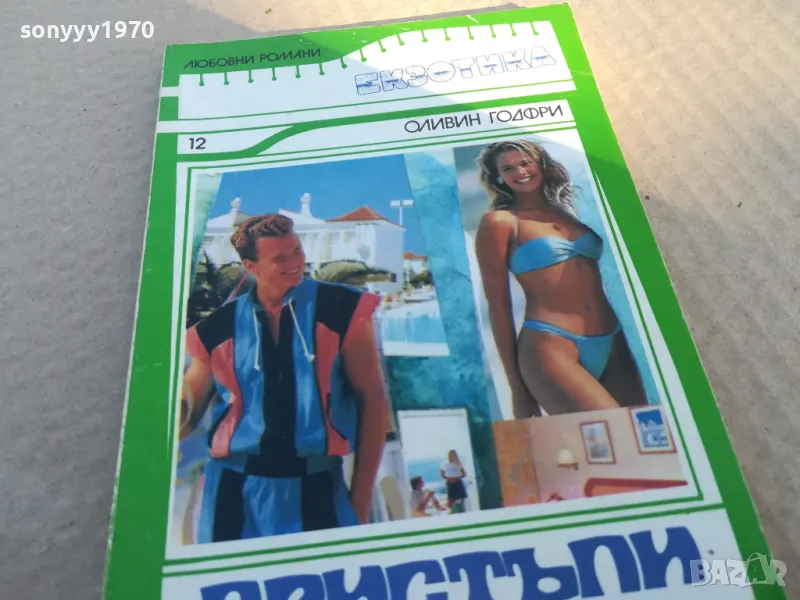 sonyyy1970
ЛЮБОВНИ РОМАНИ
ЕКЗОТИКА
12
ОЛИВИН ГОДФРИ
ПРИСТЪПИ
BAZAR